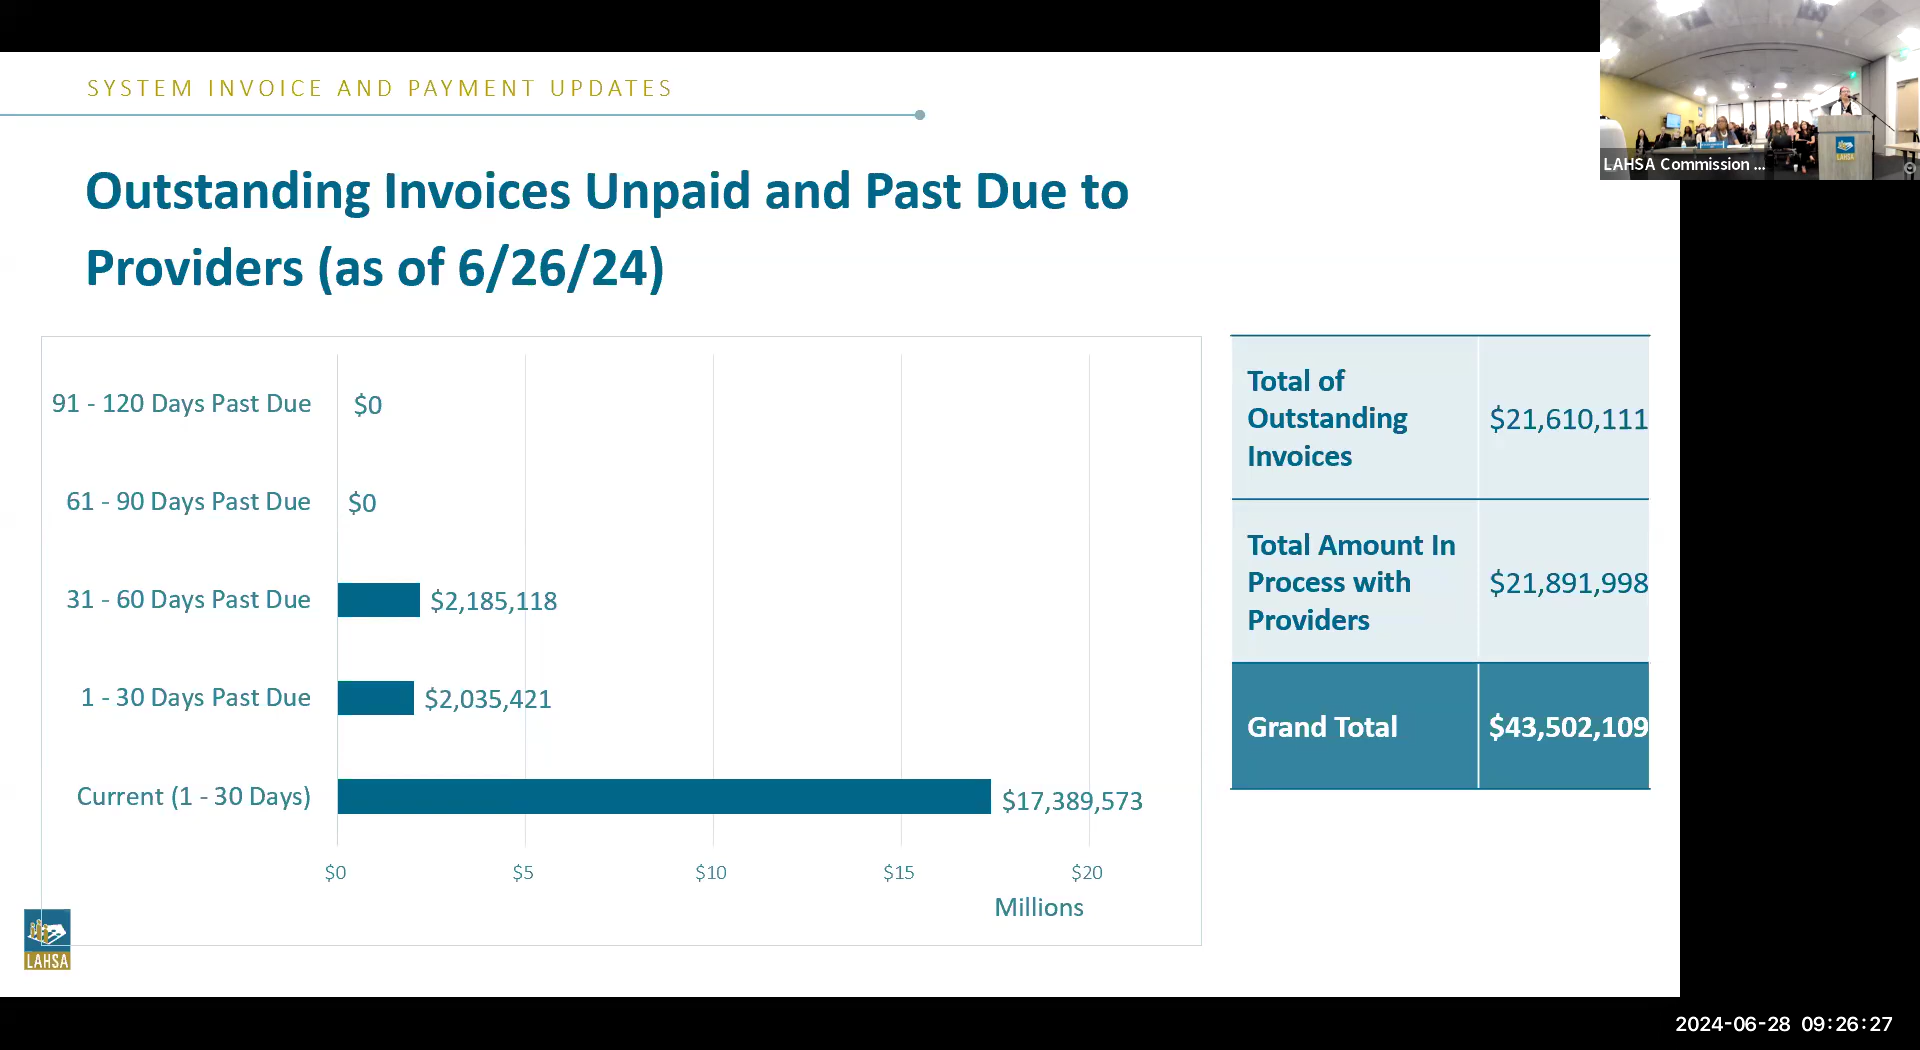 SYSTEM INVOICE AND PAYMENT UPDATES
Outstanding Invoices Unpaid and Past Due to
Providers (as of 6/26/24)
91 - 120 Days Past Due
$0
61 - 90 Days Past Due
$0
31 - 60 Days Past Due
$2,185,118
1 - 30 Days Past Due
$2,035,421
Current (1 - 30 Days)
$17,389,573
$0
$5
$10
$15
$20
Millions
Total of
Outstanding
Invoices
$21,610,111
Total Amount In
Process with
Providers
$21,891,998
Grand Total
$43,502,109
LAHSA
LAHSA Commission ...
LAHSA
2024-06-28 09:26:27